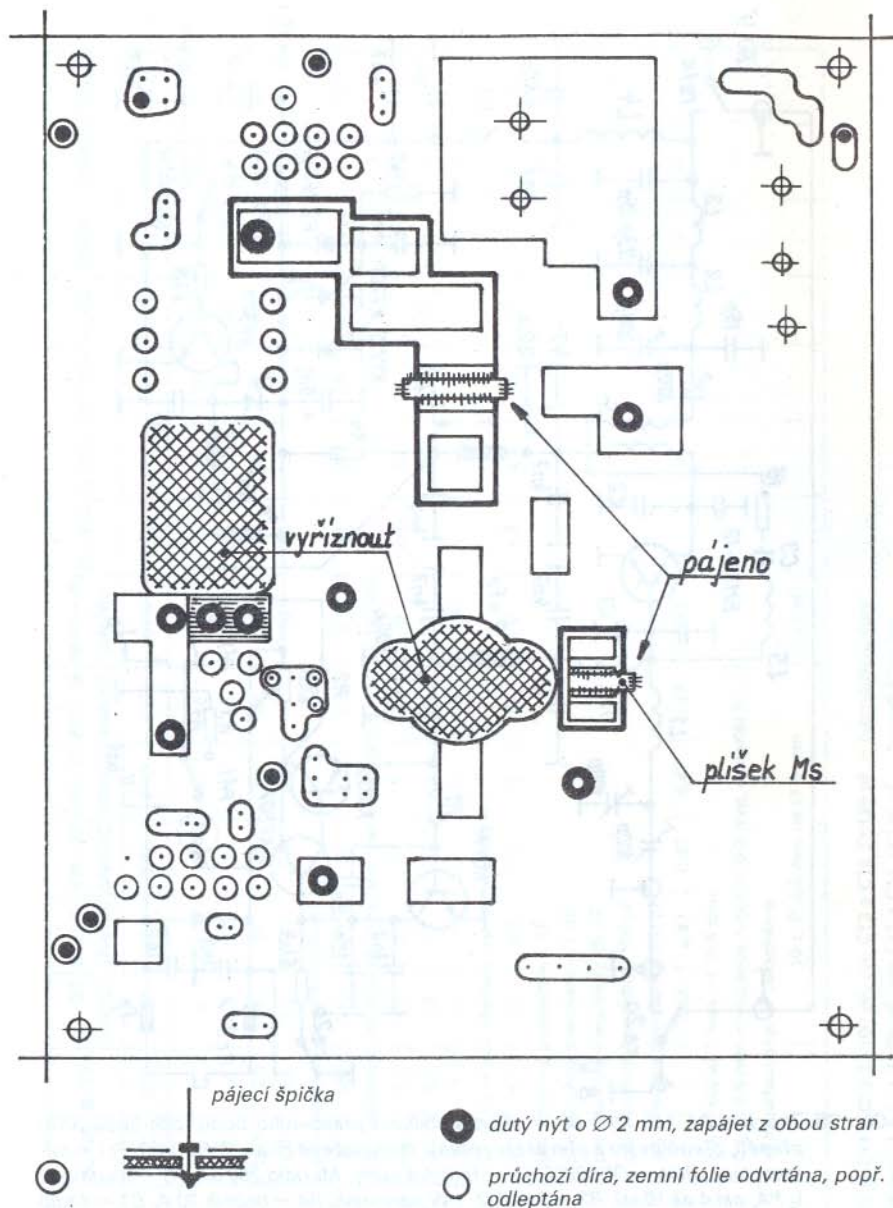 vyříznout
pájeno
plíšek Ms
pájecí špička
dutý nýt o Ø 2 mm, zapájet z obou stran
průchozí díra, zemní fólie odvrtána, popř.
odleptána